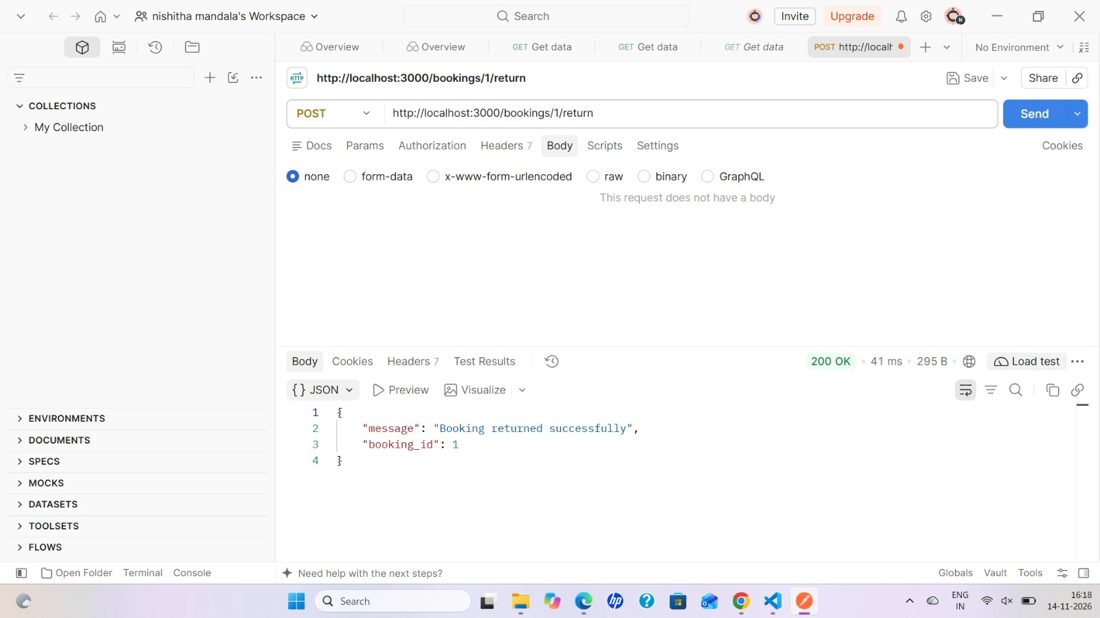 nishitha mandala's Workspace
Search
Invite
Upgrade
N
Overview
Overview
GET Get data
GET Get data
GET Get data
POST http://localh
No Environment
COLLECTIONS
My Collection
ENVIRONMENTS
DOCUMENTS
SPECS
MOCKS
DATASETS
TOOLSETS
FLOWS
HTTP http://localhost:3000/bookings/1/return
Save
Share
POST http://localhost:3000/bookings/1/return
Send
Docs Params Authorization Headers 7 Body Scripts Settings
Cookies
none form-data x-www-form-urlencoded raw binary GraphQL
This request does not have a body
Body Cookies Headers 7 Test Results
200 OK • 41 ms • 295 B
Load test
{ } JSON Preview Visualize
1 {
2 "message": "Booking returned successfully",
3 "booking_id": 1
4 }
Open Folder Terminal Console
Need help with the next steps?
Globals Vault Tools
Search
hp
?
ENG
IN
16:18
14-11-2026